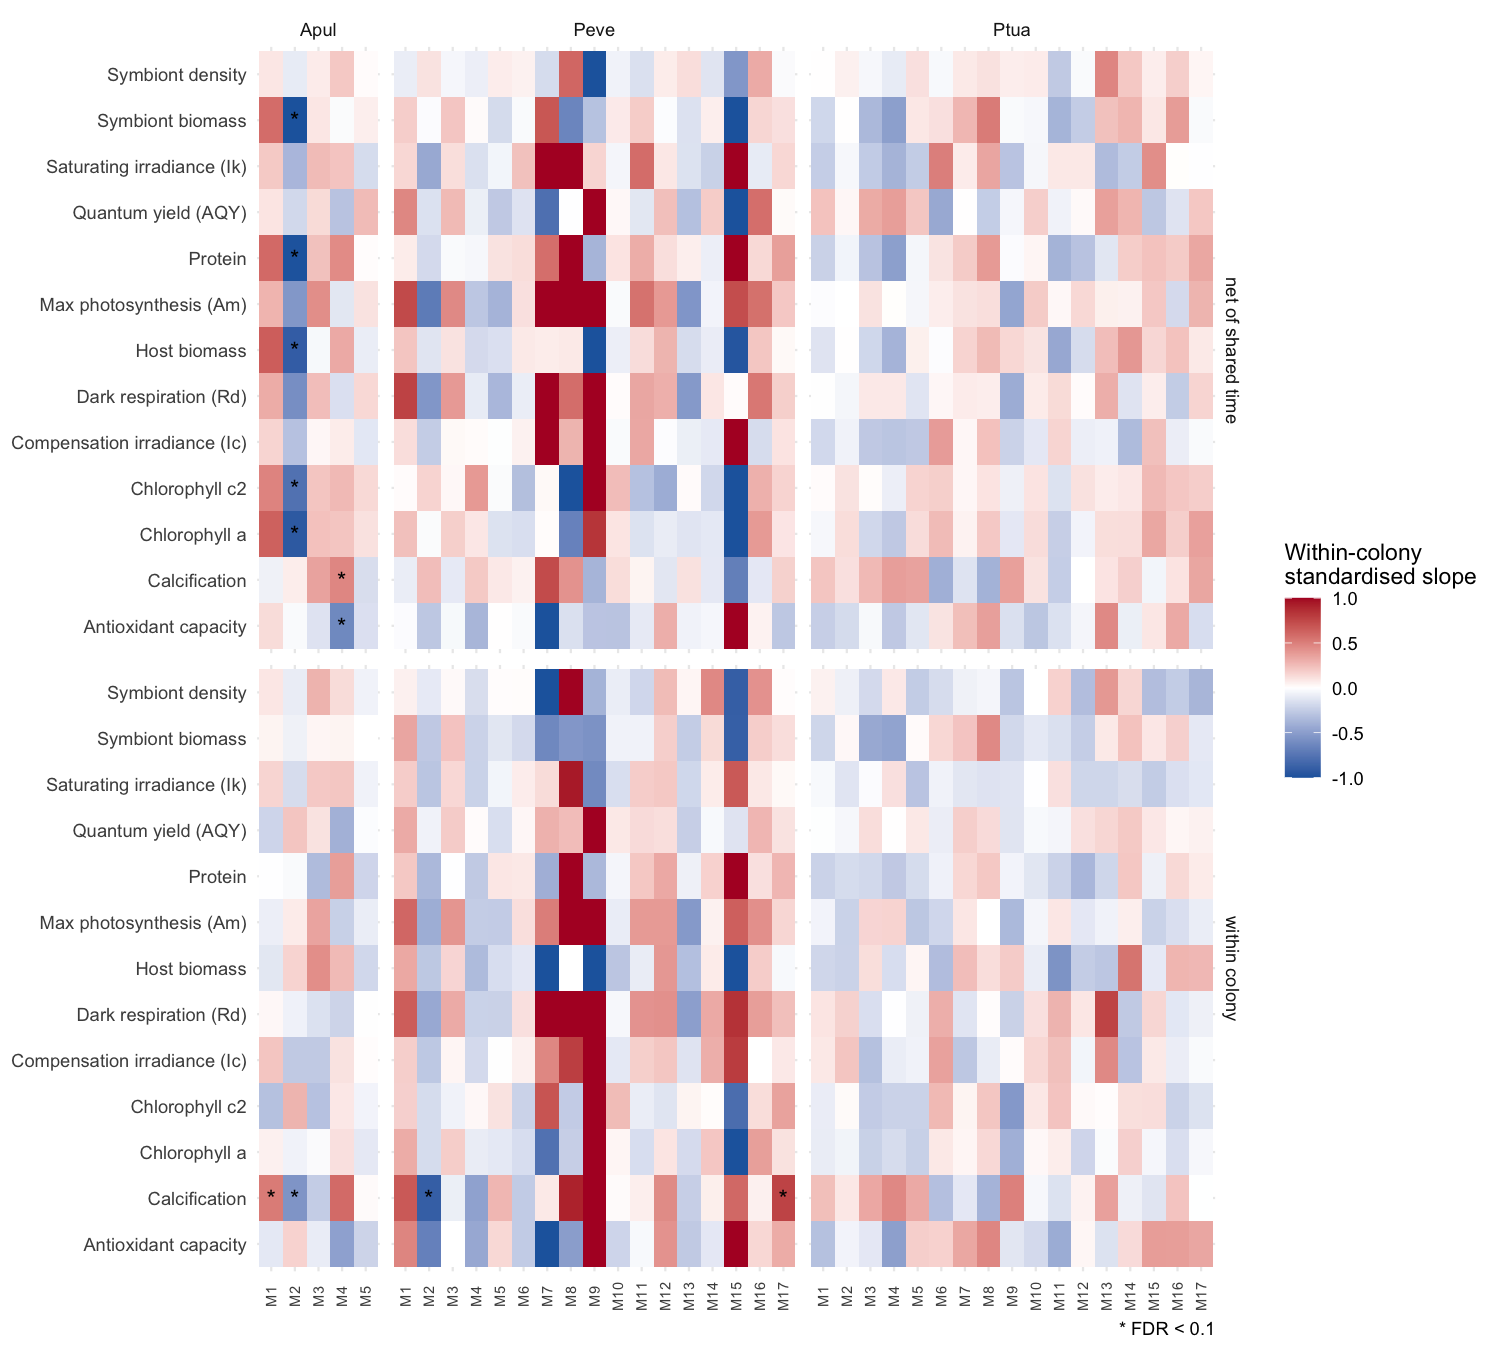 Apul Peve Ptua
Symbiont density
Symbiont biomass
*
Saturating irradiance (Ik)
Quantum yield (AQY)
Protein
*
Max photosynthesis (Am)
Host biomass
*
Dark respiration (Rd)
Compensation irradiance (Ic)
Chlorophyll c2
*
Chlorophyll a
*
Calcification
*
Antioxidant capacity
*
net of shared time
Symbiont density
Symbiont biomass
Saturating irradiance (Ik)
Quantum yield (AQY)
Protein
Max photosynthesis (Am)
Host biomass
Dark respiration (Rd)
Compensation irradiance (Ic)
Chlorophyll c2
Chlorophyll a
Calcification
* * * *
Antioxidant capacity
within colony
M1 M2 M3 M4 M5 M1 M2 M3 M4 M5 M6 M7 M8 M9 M10 M11 M12 M13 M14 M15 M16 M17 M1 M2 M3 M4 M5 M6 M7 M8 M9 M10 M11 M12 M13 M14 M15 M16 M17
* FDR < 0.1
Within-colony
standardised slope
1.0
0.5
0.0
-0.5
-1.0